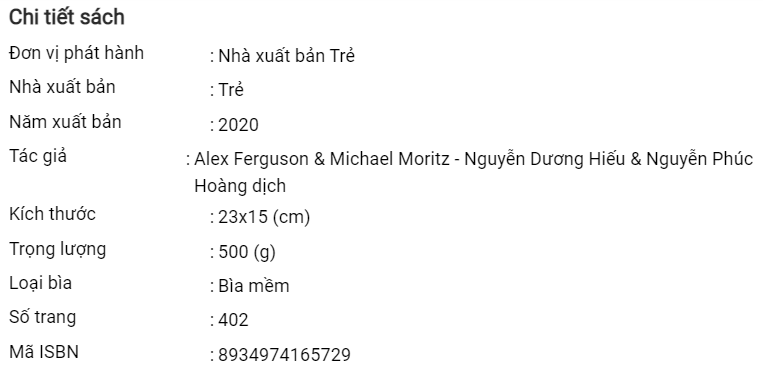 Chi tiết sách
Đơn vị phát hành : Nhà xuất bản Trẻ
Nhà xuất bản : Trẻ
Năm xuất bản : 2020
Tác giả : Alex Ferguson & Michael Moritz - Nguyễn Dương Hiếu & Nguyễn Phúc
Hoàng dịch
Kích thước : 23x15 (cm)
Trọng lượng : 500 (g)
Loại bìa : Bìa mềm
Số trang : 402
Mã ISBN : 8934974165729